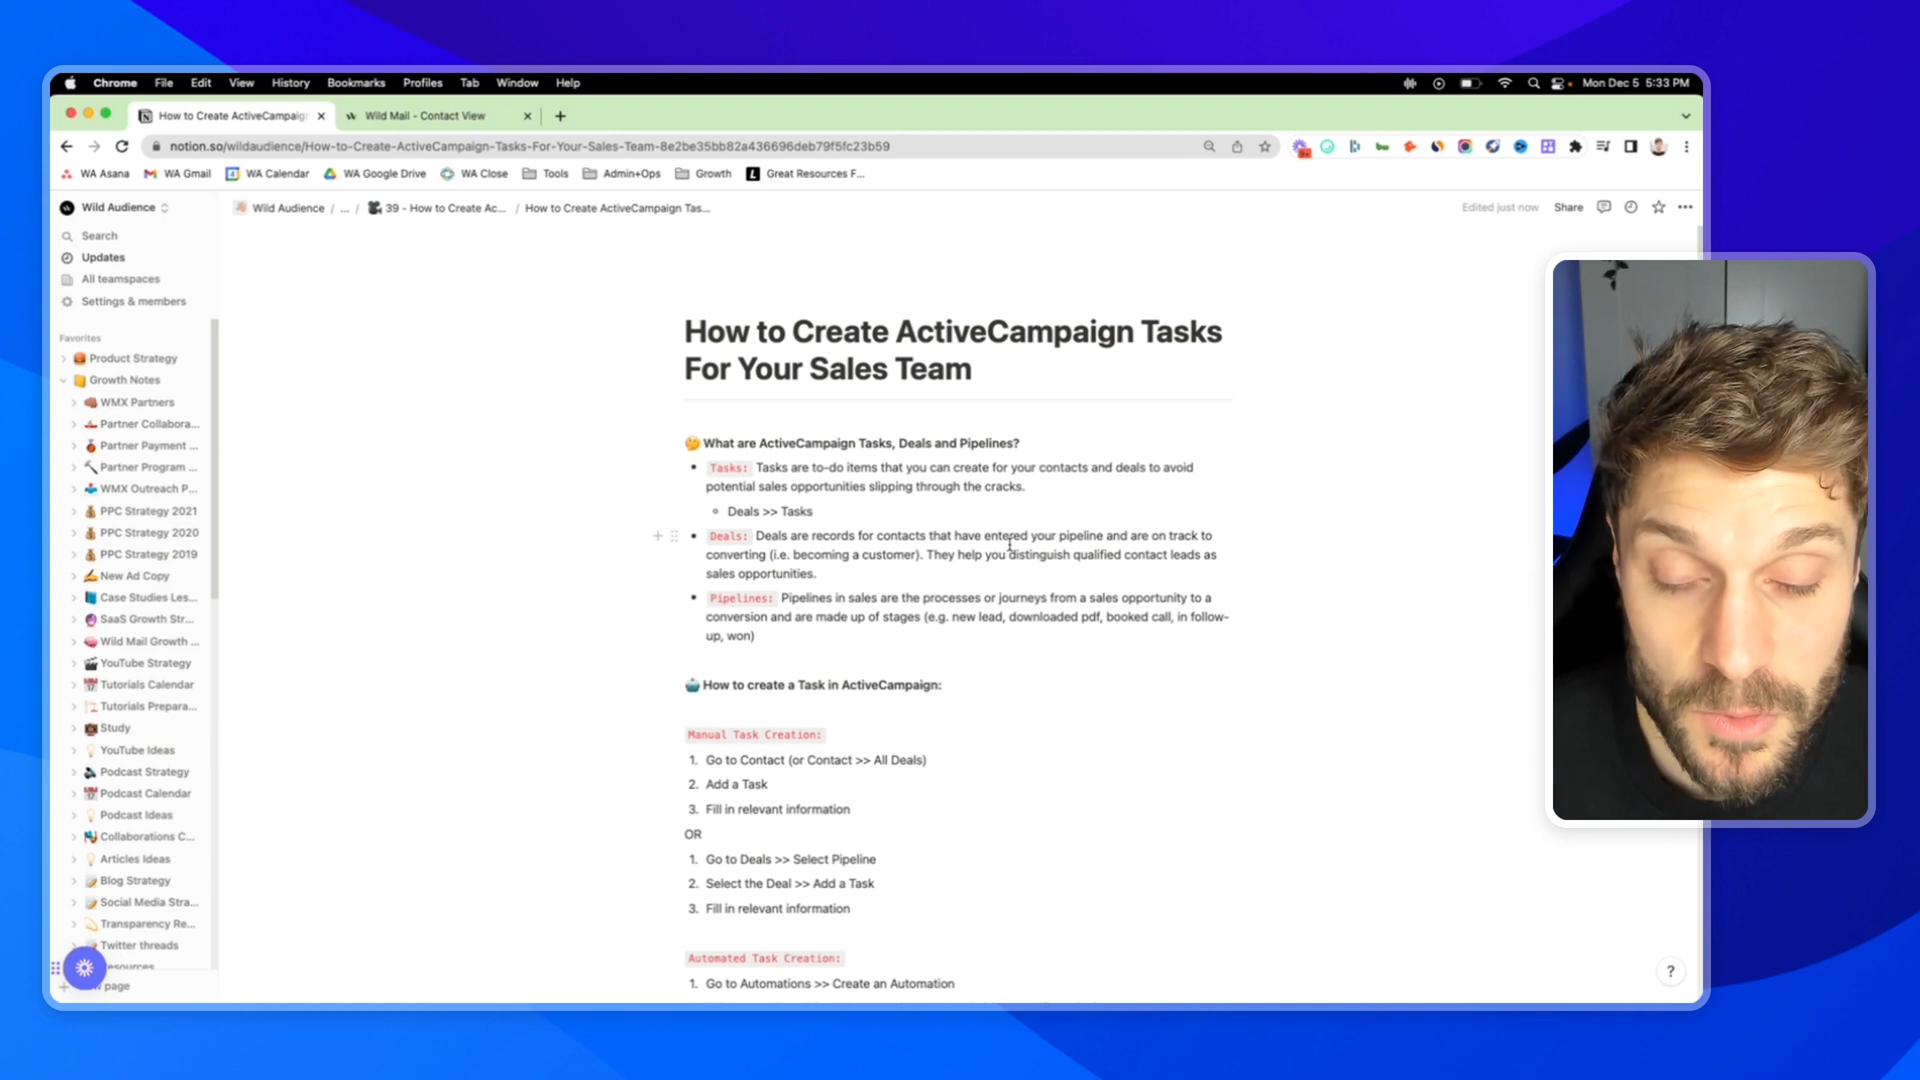 Chrome File Edit View History Bookmarks Profiles Tab Window Help Mon Dec 5 5:33 PM
How to Create ActiveCampaig Wild Mail - Contact View
notion.so/wildaudience/How-to-Create-ActiveCampaign-Tasks-For-Your-Sales-Team-8e2be35bb82a436696deb79f5fc23b59
WA Asana WA Gmail WA Calendar WA Google Drive WA Close Tools Admin+Ops Growth Great Resources F...
Wild Audience
Wild Audience / ... / 39 - How to Create Ac... / How to Create ActiveCampaign Tas...
Edited just now Share
Search
Updates
All teamspaces
Settings & members
Favorites
Product Strategy
Growth Notes
WMX Partners
Partner Collabora...
Partner Payment ...
Partner Program ...
WMX Outreach P...
PPC Strategy 2021
PPC Strategy 2020
PPC Strategy 2019
New Ad Copy
Case Studies Les...
SaaS Growth Str...
Wild Mail Growth ...
YouTube Strategy
Tutorials Calendar
Tutorials Prepara...
Study
YouTube Ideas
Podcast Strategy
Podcast Calendar
Podcast Ideas
Collaborations C...
Articles Ideas
Blog Strategy
Social Media Stra...
Transparency Re...
Twitter threads
page
How to Create ActiveCampaign Tasks
For Your Sales Team
🤔 What are ActiveCampaign Tasks, Deals and Pipelines?
• Tasks: Tasks are to-do items that you can create for your contacts and deals to avoid
potential sales opportunities slipping through the cracks.
◦ Deals >> Tasks
• Deals: Deals are records for contacts that have entered your pipeline and are on track to
converting (i.e. becoming a customer). They help you distinguish qualified contact leads as
sales opportunities.
• Pipelines: Pipelines in sales are the processes or journeys from a sales opportunity to a
conversion and are made up of stages (e.g. new lead, downloaded pdf, booked call, in follow-
up, won)
How to create a Task in ActiveCampaign:
Manual Task Creation:
1. Go to Contact (or Contact >> All Deals)
2. Add a Task
3. Fill in relevant information
OR
1. Go to Deals >> Select Pipeline
2. Select the Deal >> Add a Task
3. Fill in relevant information
Automated Task Creation:
1. Go to Automations >> Create an Automation
?